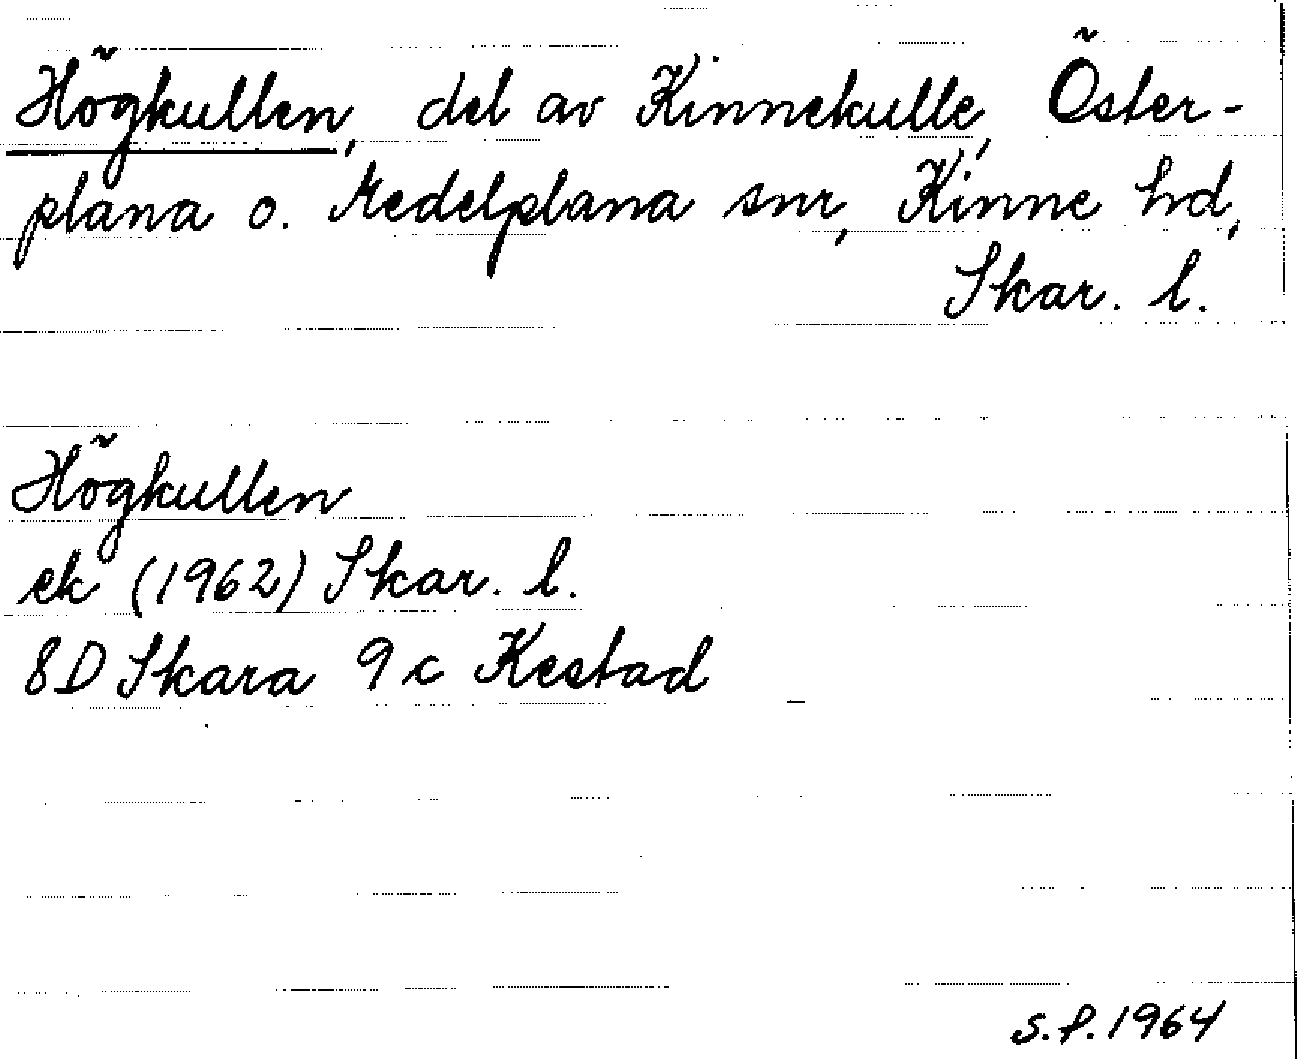 Högkullen, del av Kinnekulle, Öster-
plana o. Medelplana snr, Kinne hd,
Skar. l.
Högkullen
ek (1962) Skar. l.
8D Skara 9c Kestad
S.P. 1964